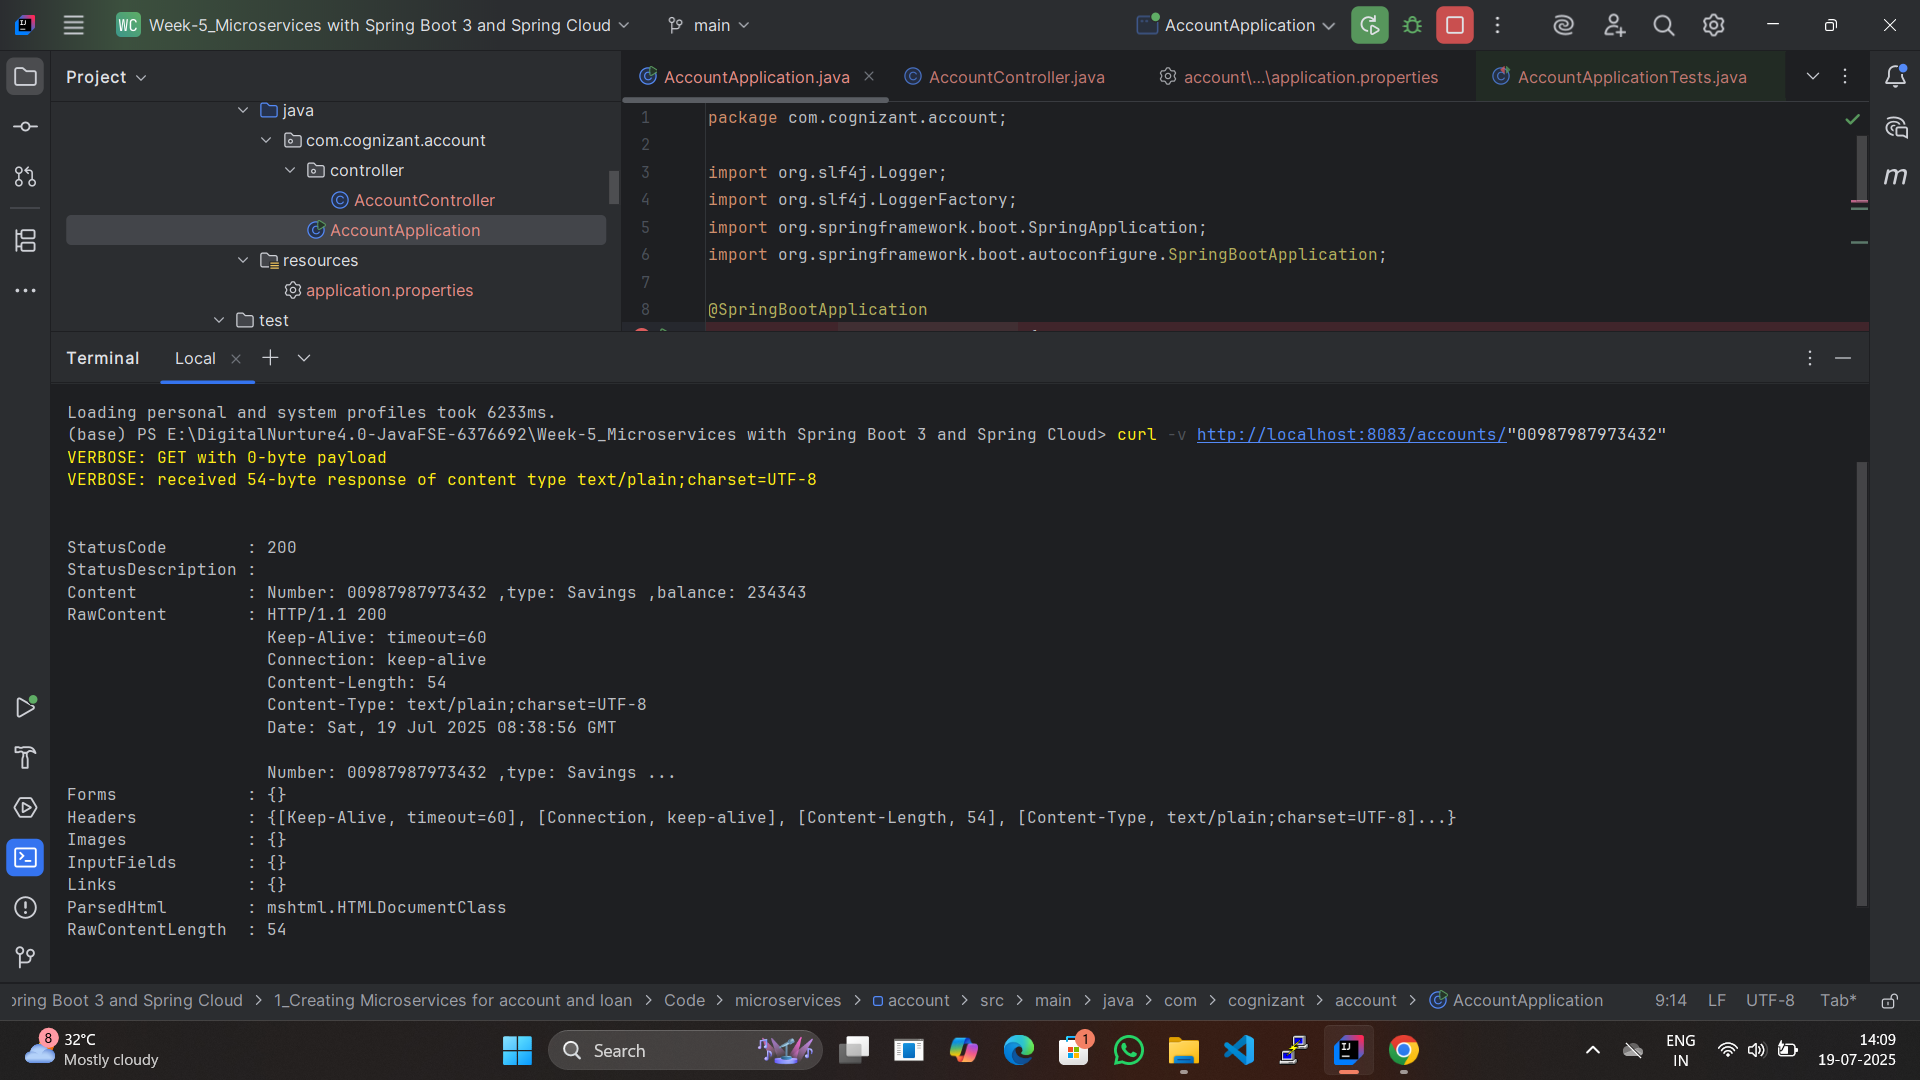 WC Week-5_Microservices with Spring Boot 3 and Spring Cloud main AccountApplication
Project
java
com.cognizant.account
controller
AccountController
AccountApplication
resources
application.properties
test
AccountApplication.java AccountController.java account\...\application.properties AccountApplicationTests.java
1 package com.cognizant.account;
2
3 import org.slf4j.Logger;
4 import org.slf4j.LoggerFactory;
5 import org.springframework.boot.SpringApplication;
6 import org.springframework.boot.autoconfigure.SpringBootApplication;
7
8 @SpringBootApplication
m
Terminal Local
Loading personal and system profiles took 6233ms.
(base) PS E:\DigitalNurture4.0-JavaFSE-6376692\Week-5_Microservices with Spring Boot 3 and Spring Cloud> curl -v http://localhost:8083/accounts/"00987987973432"
VERBOSE: GET with 0-byte payload
VERBOSE: received 54-byte response of content type text/plain;charset=UTF-8
StatusCode : 200
StatusDescription :
Content : Number: 00987987973432 ,type: Savings ,balance: 234343
RawContent : HTTP/1.1 200
Keep-Alive: timeout=60
Connection: keep-alive
Content-Length: 54
Content-Type: text/plain;charset=UTF-8
Date: Sat, 19 Jul 2025 08:38:56 GMT
Number: 00987987973432 ,type: Savings ...
Forms : {}
Headers : {[Keep-Alive, timeout=60], [Connection, keep-alive], [Content-Length, 54], [Content-Type, text/plain;charset=UTF-8]...}
Images : {}
InputFields : {}
Links : {}
ParsedHtml : mshtml.HTMLDocumentClass
RawContentLength : 54
pring Boot 3 and Spring Cloud > 1_Creating Microservices for account and loan > Code > microservices > account > src > main > java > com > cognizant > account > AccountApplication 9:14 LF UTF-8 Tab*
8 32°C
Mostly cloudy
Search
1
ENG
IN
14:09
19-07-2025